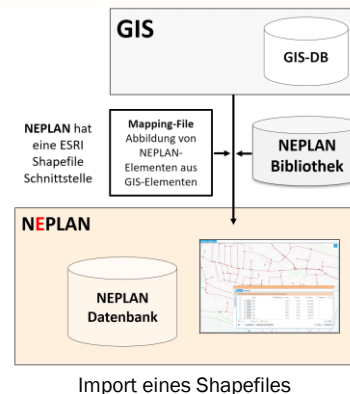 GIS
GIS-DB
NEPLAN hat
eine ESRI
Shapefile
Schnittstelle
Mapping-File
Abbildung von
NEPLAN-
Elementen aus
GIS-Elementen
NEPLAN
Bibliothek
NEPLAN
NEPLAN
Datenbank
Import eines Shapefiles